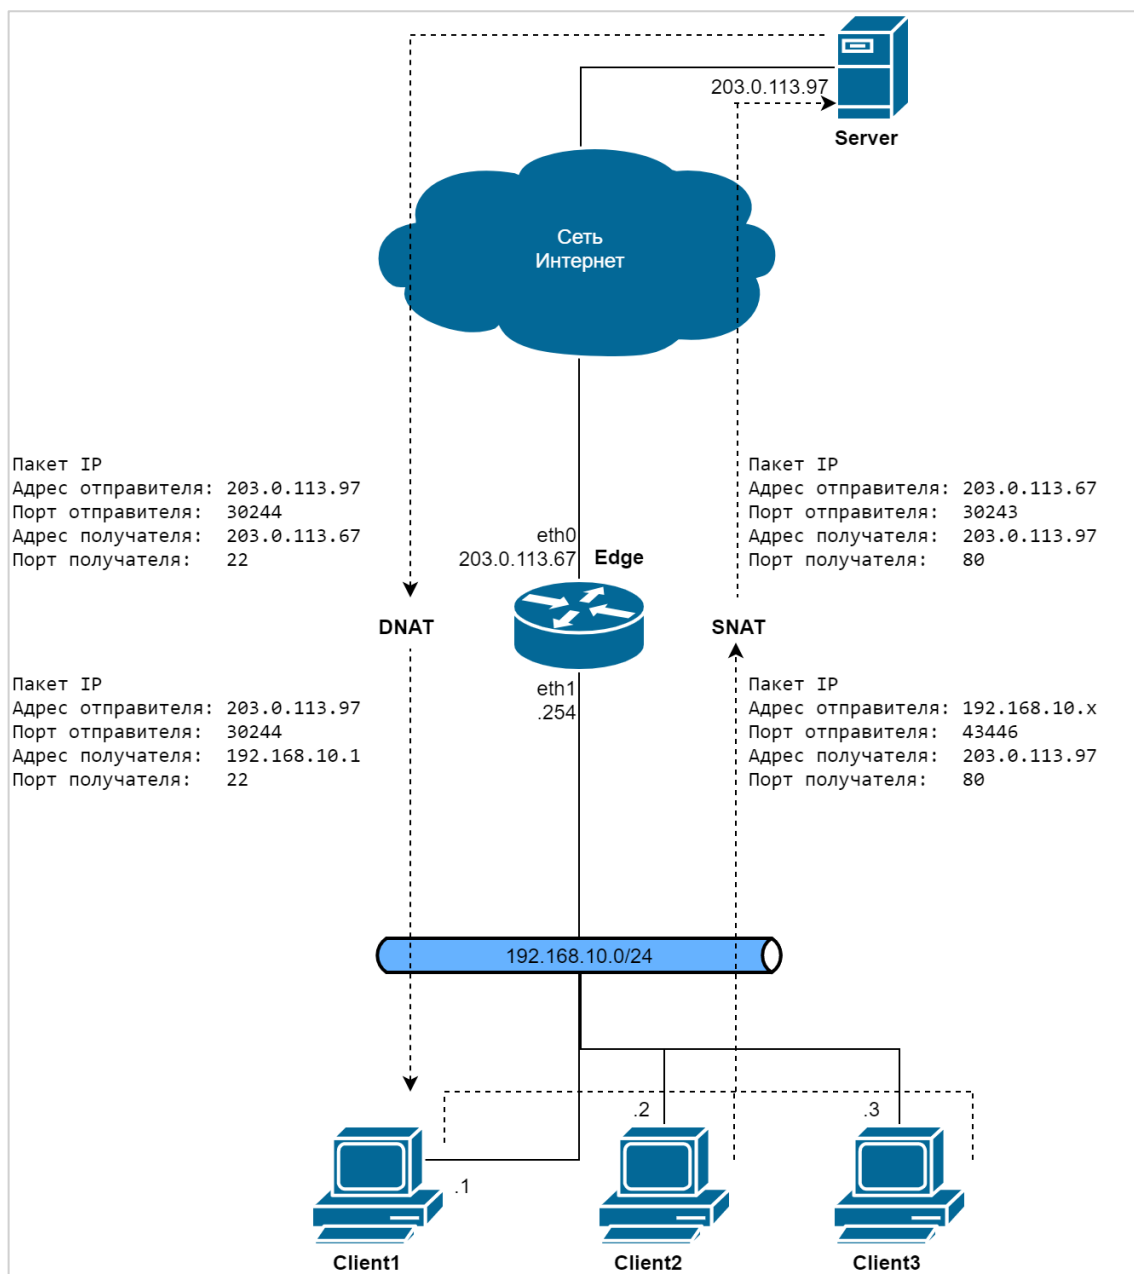 203.0.113.97
Server
Сеть
Интернет
Пакет IP
Адрес отправителя: 203.0.113.97
Порт отправителя: 30244
Адрес получателя: 203.0.113.67
Порт получателя: 22
Пакет IP
Адрес отправителя: 203.0.113.67
Порт отправителя: 30243
Адрес получателя: 203.0.113.97
Порт получателя: 80
eth0
203.0.113.67
Edge
DNAT
SNAT
Пакет IP
Адрес отправителя: 203.0.113.97
Порт отправителя: 30244
Адрес получателя: 192.168.10.1
Порт получателя: 22
eth1
.254
Пакет IP
Адрес отправителя: 192.168.10.x
Порт отправителя: 43446
Адрес получателя: 203.0.113.97
Порт получателя: 80
192.168.10.0/24
.2
.3
.1
Client1
Client2
Client3